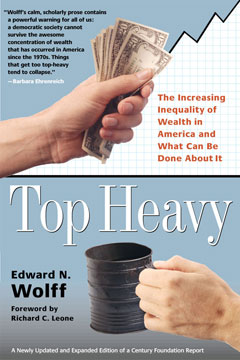 "Wolff's calm, scholarly prose contains
a powerful warning for all of us:
a democratic society cannot
survive the awesome
concentration of wealth
that has occurred in America
since the 1970s. Things
that get too top-heavy
tend to collapse."
—Barbara Ehrenreich
The Increasing
Inequality of
Wealth in
America and
What Can Be
Done About It
Top Heavy
Edward N.
Wolff
Foreword by
Richard C. Leone
A Newly Updated and Expanded Edition of a Century Foundation Report